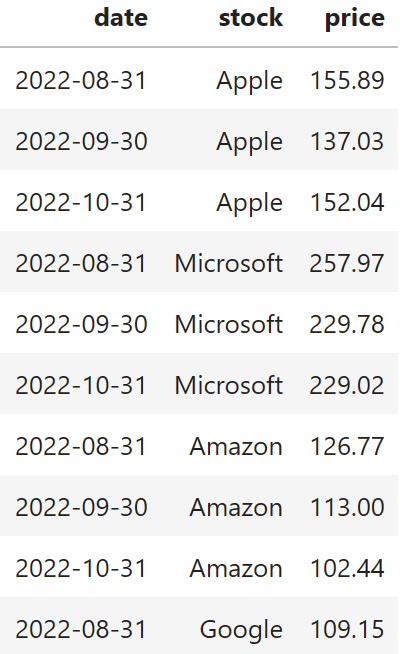 date stock price
2022-08-31 Apple 155.89
2022-09-30 Apple 137.03
2022-10-31 Apple 152.04
2022-08-31 Microsoft 257.97
2022-09-30 Microsoft 229.78
2022-10-31 Microsoft 229.02
2022-08-31 Amazon 126.77
2022-09-30 Amazon 113.00
2022-10-31 Amazon 102.44
2022-08-31 Google 109.15